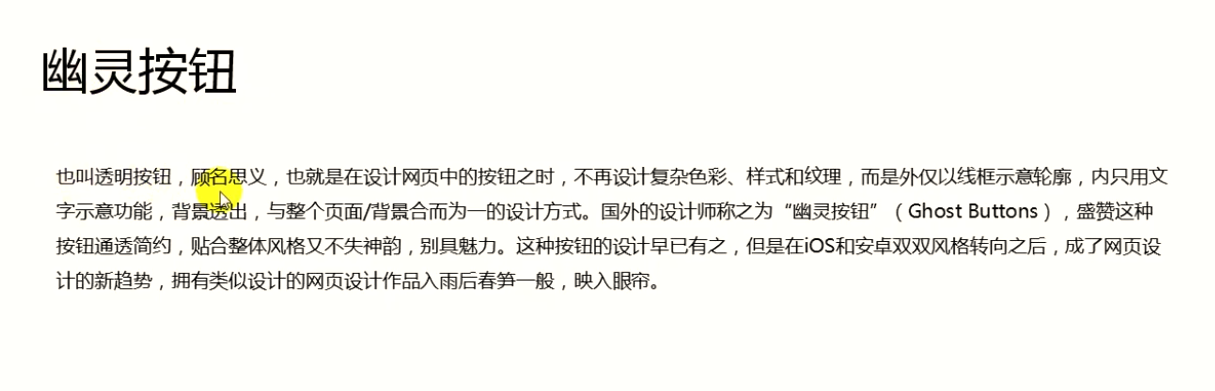 幽灵按钮
也叫透明按钮，顾名思义，也就是在设计网页中的按钮之时，不再设计复杂色彩、样式和纹理，而是外仅以线框示意轮廓，内只用文
字示意功能，背景透出，与整个页面/背景合而为一的设计方式。国外的设计师称之为“幽灵按钮”（Ghost Buttons），盛赞这种
按钮通透简约，贴合整体风格又不失神韵，别具魅力。这种按钮的设计早已有之，但是在iOS和安卓双双风格转向之后，成了网页设
计的新趋势，拥有类似设计的网页设计作品入雨后春笋一般，映入眼帘。